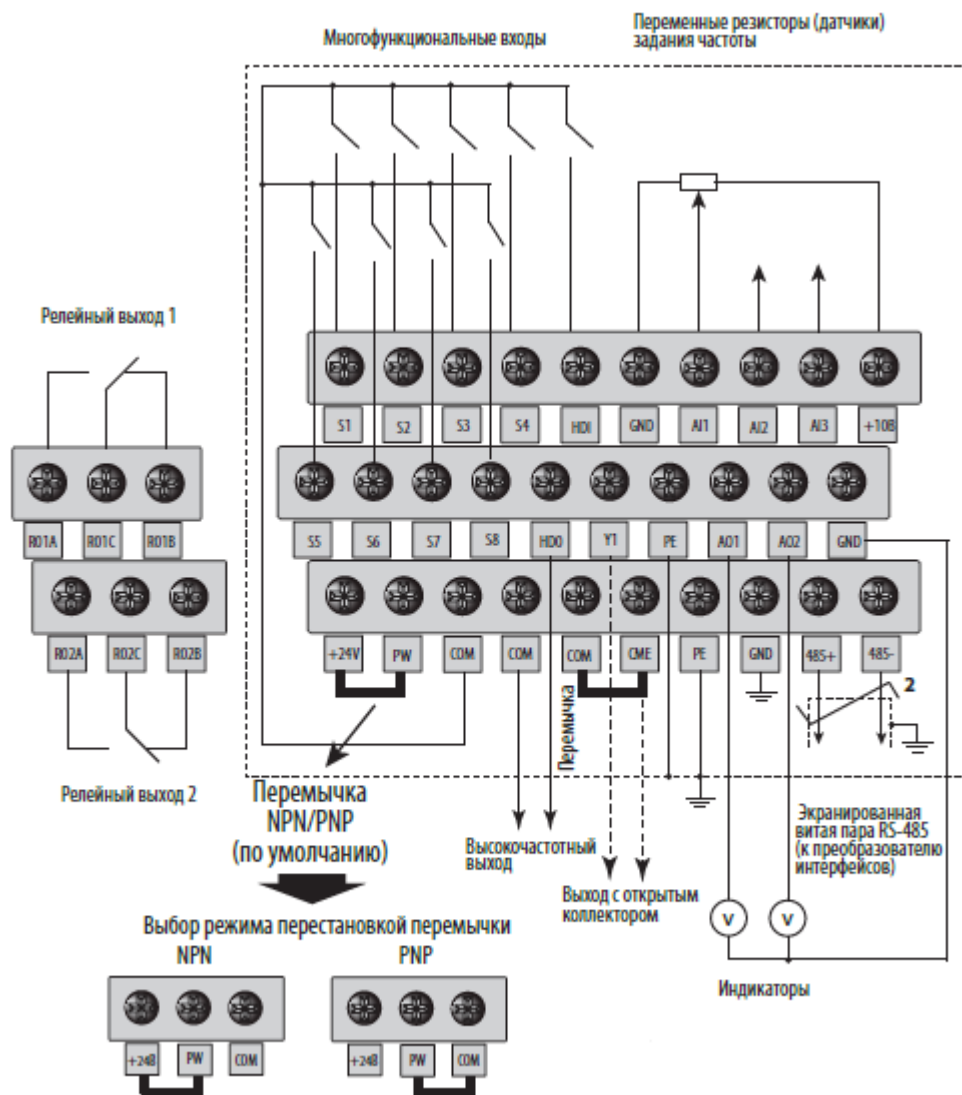 Многофункциональные входы
Переменные резисторы (датчики)
задания частоты
Релейный выход 1
S1 S2 S3 S4 HDI GND AI1 AI2 AI3 +10В
R01A R01C R01B
S5 S6 S7 S8 HD0 Y1 PE A01 A02 GND
R02A R02C R02B
+24V PW COM COM COM CME PE GND 485+ 485-
2
Перемычка
Релейный выход 2
Перемычка
NPN/PNP
(по умолчанию)
Высокочастотный
выход
Выход с открытым
коллектором
Экранированная
витая пара RS-485
(к преобразователю
интерфейсов)
V V
Индикаторы
Выбор режима перестановкой перемычки
NPN PNP
+24В PW COM +24В PW COM